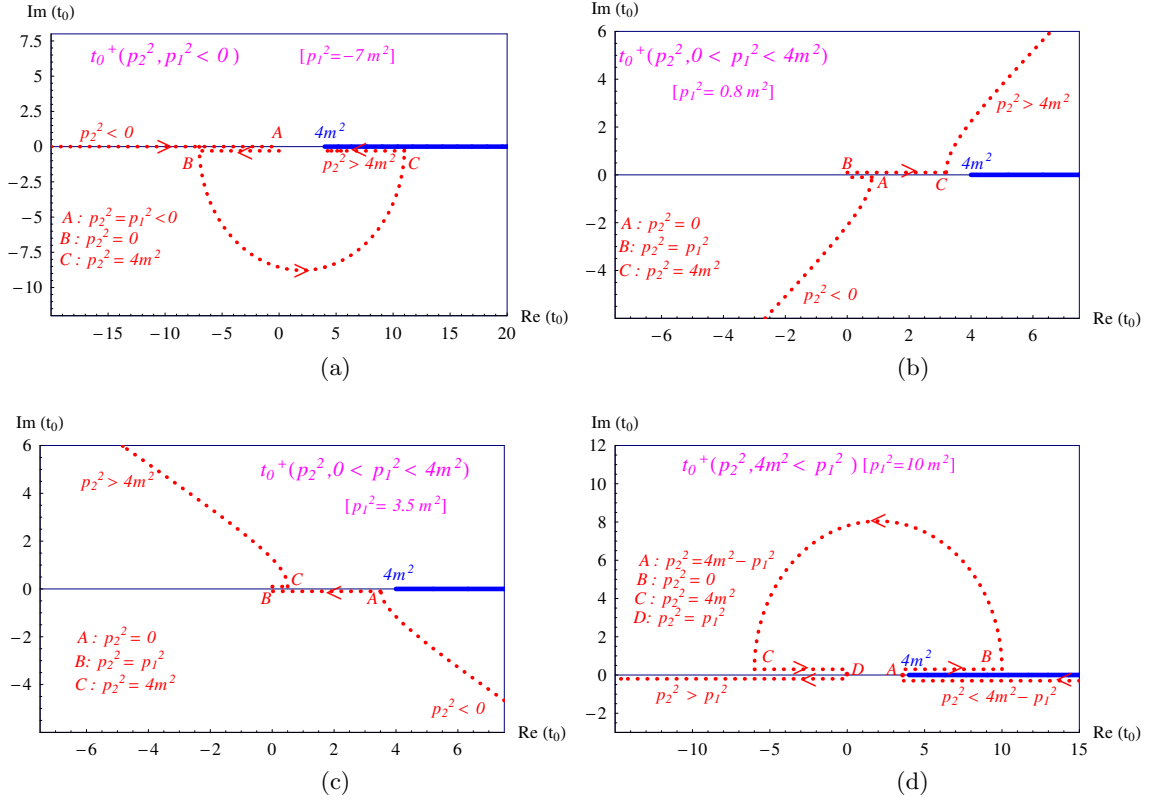 Im (t₀)
t₀⁺(p₂², p₁² < 0) [p₁² = −7 m²]
7.5
5
2.5
0
−2.5
−5
−7.5
−10
p₂² < 0
A
4m²
B
p₂² > 4m²
C
A : p₂² = p₁² < 0
B : p₂² = 0
C : p₂² = 4m²
−15 −10 −5 0 5 10 15 20
Re (t₀)
(a)
Im (t₀)
t₀⁺(p₂², 0 < p₁² < 4m²)
[p₁² = 0.8 m²]
6
4
2
0
−2
−4
p₂² > 4m²
B
4m²
A
C
A : p₂² = 0
B: p₂² = p₁²
C : p₂² = 4m²
p₂² < 0
−6 −4 −2 0 2 4 6
Re (t₀)
(b)
Im (t₀)
6
4
2
0
−2
−4
p₂² > 4m²
t₀⁺(p₂², 0 < p₁² < 4m²)
[p₁² = 3.5 m²]
C
4m²
B
A
A : p₂² = 0
B: p₂² = p₁²
C : p₂² = 4m²
p₂² < 0
−6 −4 −2 0 2 4 6
Re (t₀)
(c)
Im (t₀)
12
10
8
6
4
2
0
−2
t₀⁺(p₂², 4m² < p₁²) [p₁² = 10 m²]
A : p₂² = 4m² − p₁²
B : p₂² = 0
C : p₂² = 4m²
D: p₂² = p₁²
4m²
C
D
A
B
p₂² > p₁²
p₂² < 4m² − p₁²
−10 −5 0 5 10 15
Re (t₀)
(d)